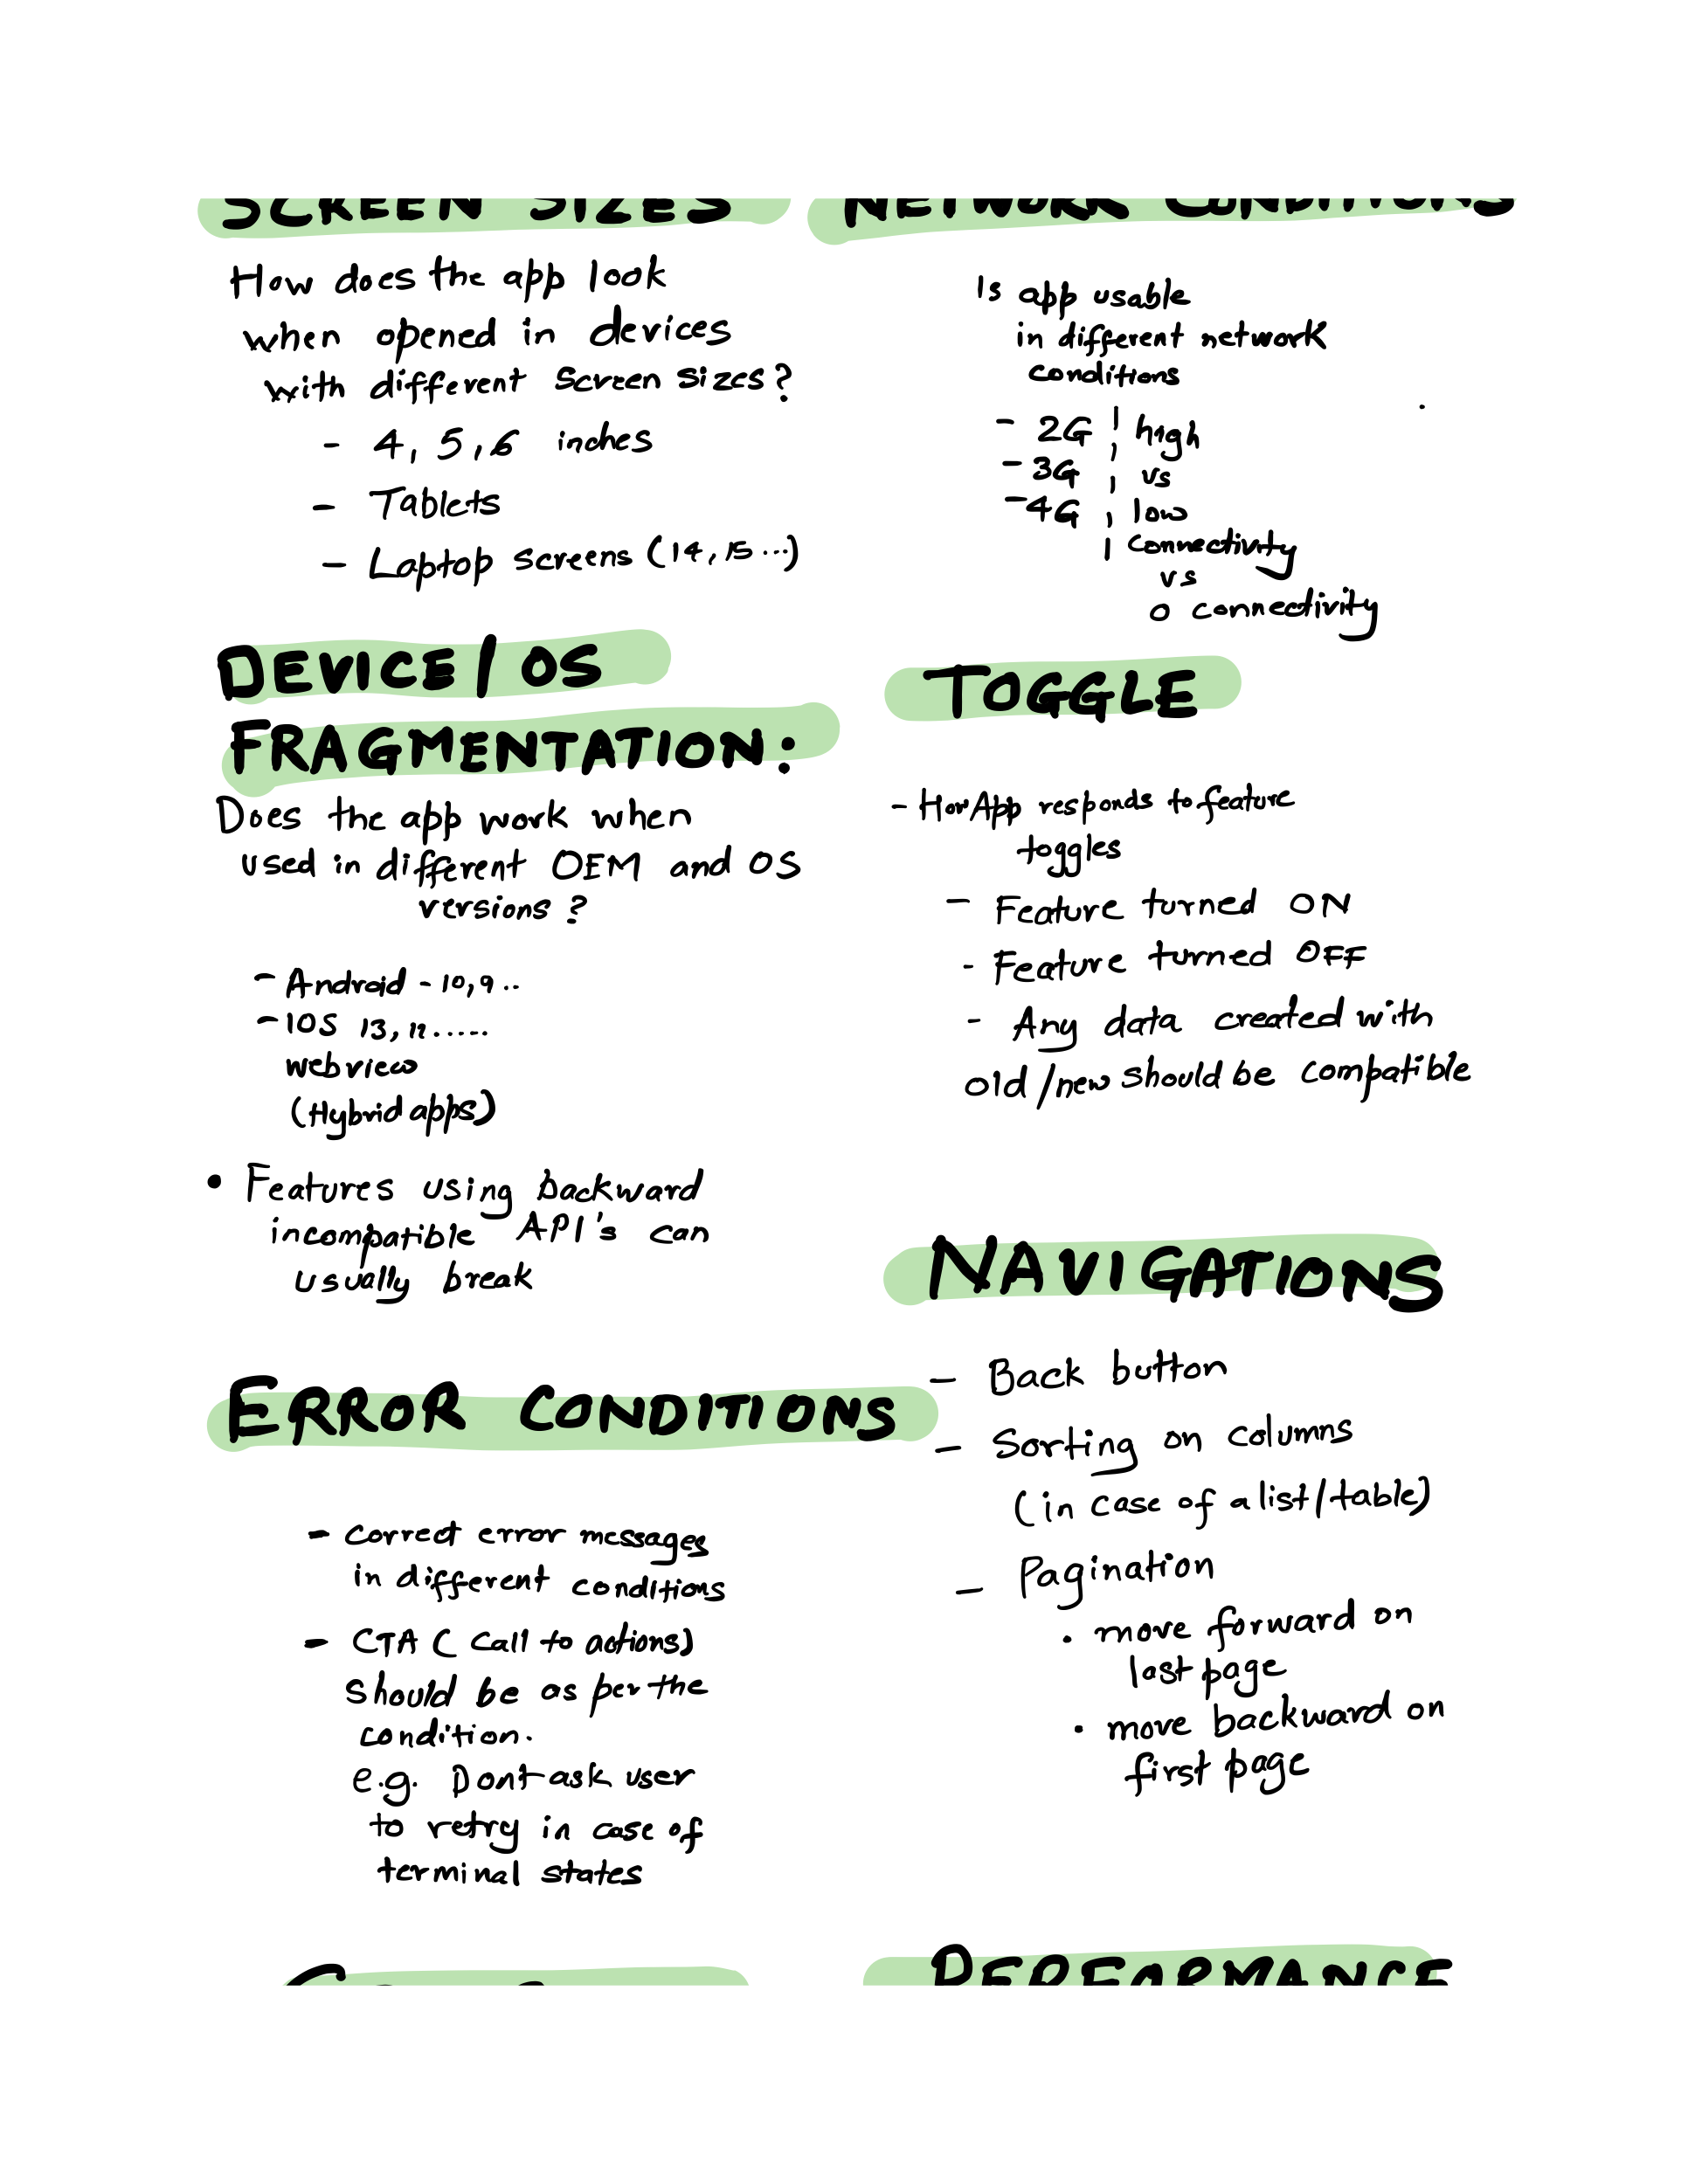 SCREEN SIZES
How does the app look
when opened in devices
with different screen sizes?
- 4, 5, 6 inches
- Tablets
- Laptop screens (14, 15...)
DEVICE / OS
FRAGMENTATION:
Does the app work when
used in different OEM and OS
versions?
- Android - 10, 9 ..
- IOS 13, 12.....
webview
(Hybrid apps)
• Features using backward
incompatible API's can
usually break
ERROR CONDITIONS
- Correct error messages
in different conditions
- CTA ( Call to actions)
should be as per the
condition.
e.g. Dont ask user
to retry in case of
terminal states
NETWORK CONDITIONS
Is app usable
in different network
conditions
- 2G | high
- 3G | vs
- 4G | low
| connectivity
vs
0 connectivity
TOGGLE
- How App responds to feature
toggles
- Feature turned ON
- Feature turned OFF
- Any data created with
old/new should be compatible
NAVIGATIONS
- Back button
- Sorting on columns
(in case of a list/table)
- Pagination
• move forward on
last page
• move backward on
first page
PERFORMANCE